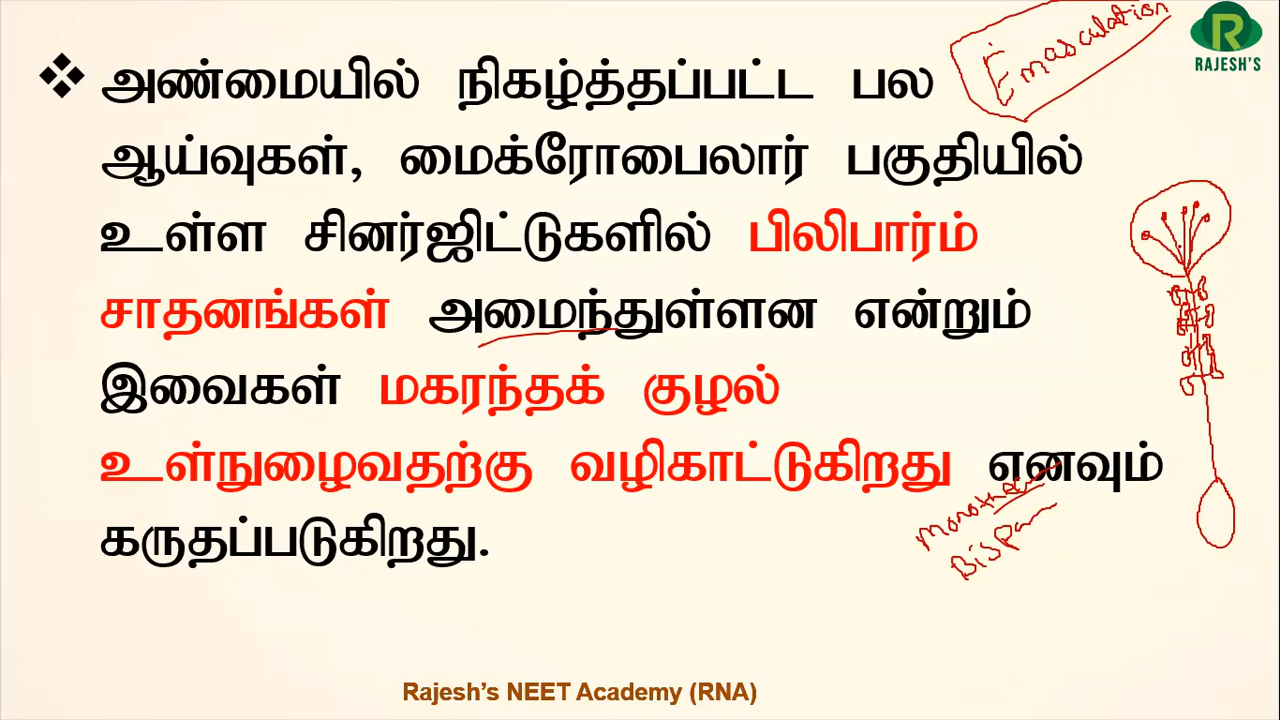 ❖ அண்மையில் நிகழ்த்தப்பட்ட பல
ஆய்வுகள், மைக்ரோபைலார் பகுதியில்
உள்ள சினர்ஜிட்டுகளில் பிலிபார்ம்
சாதனங்கள் அமைந்துள்ளன என்றும்
இவைகள் மகரந்தக் குழல்
உள்நுழைவதற்கு வழிகாட்டுகிறது எனவும்
கருதப்படுகிறது.
Emasculation
R
RAJESH'S
Rajesh's NEET Academy (RNA)